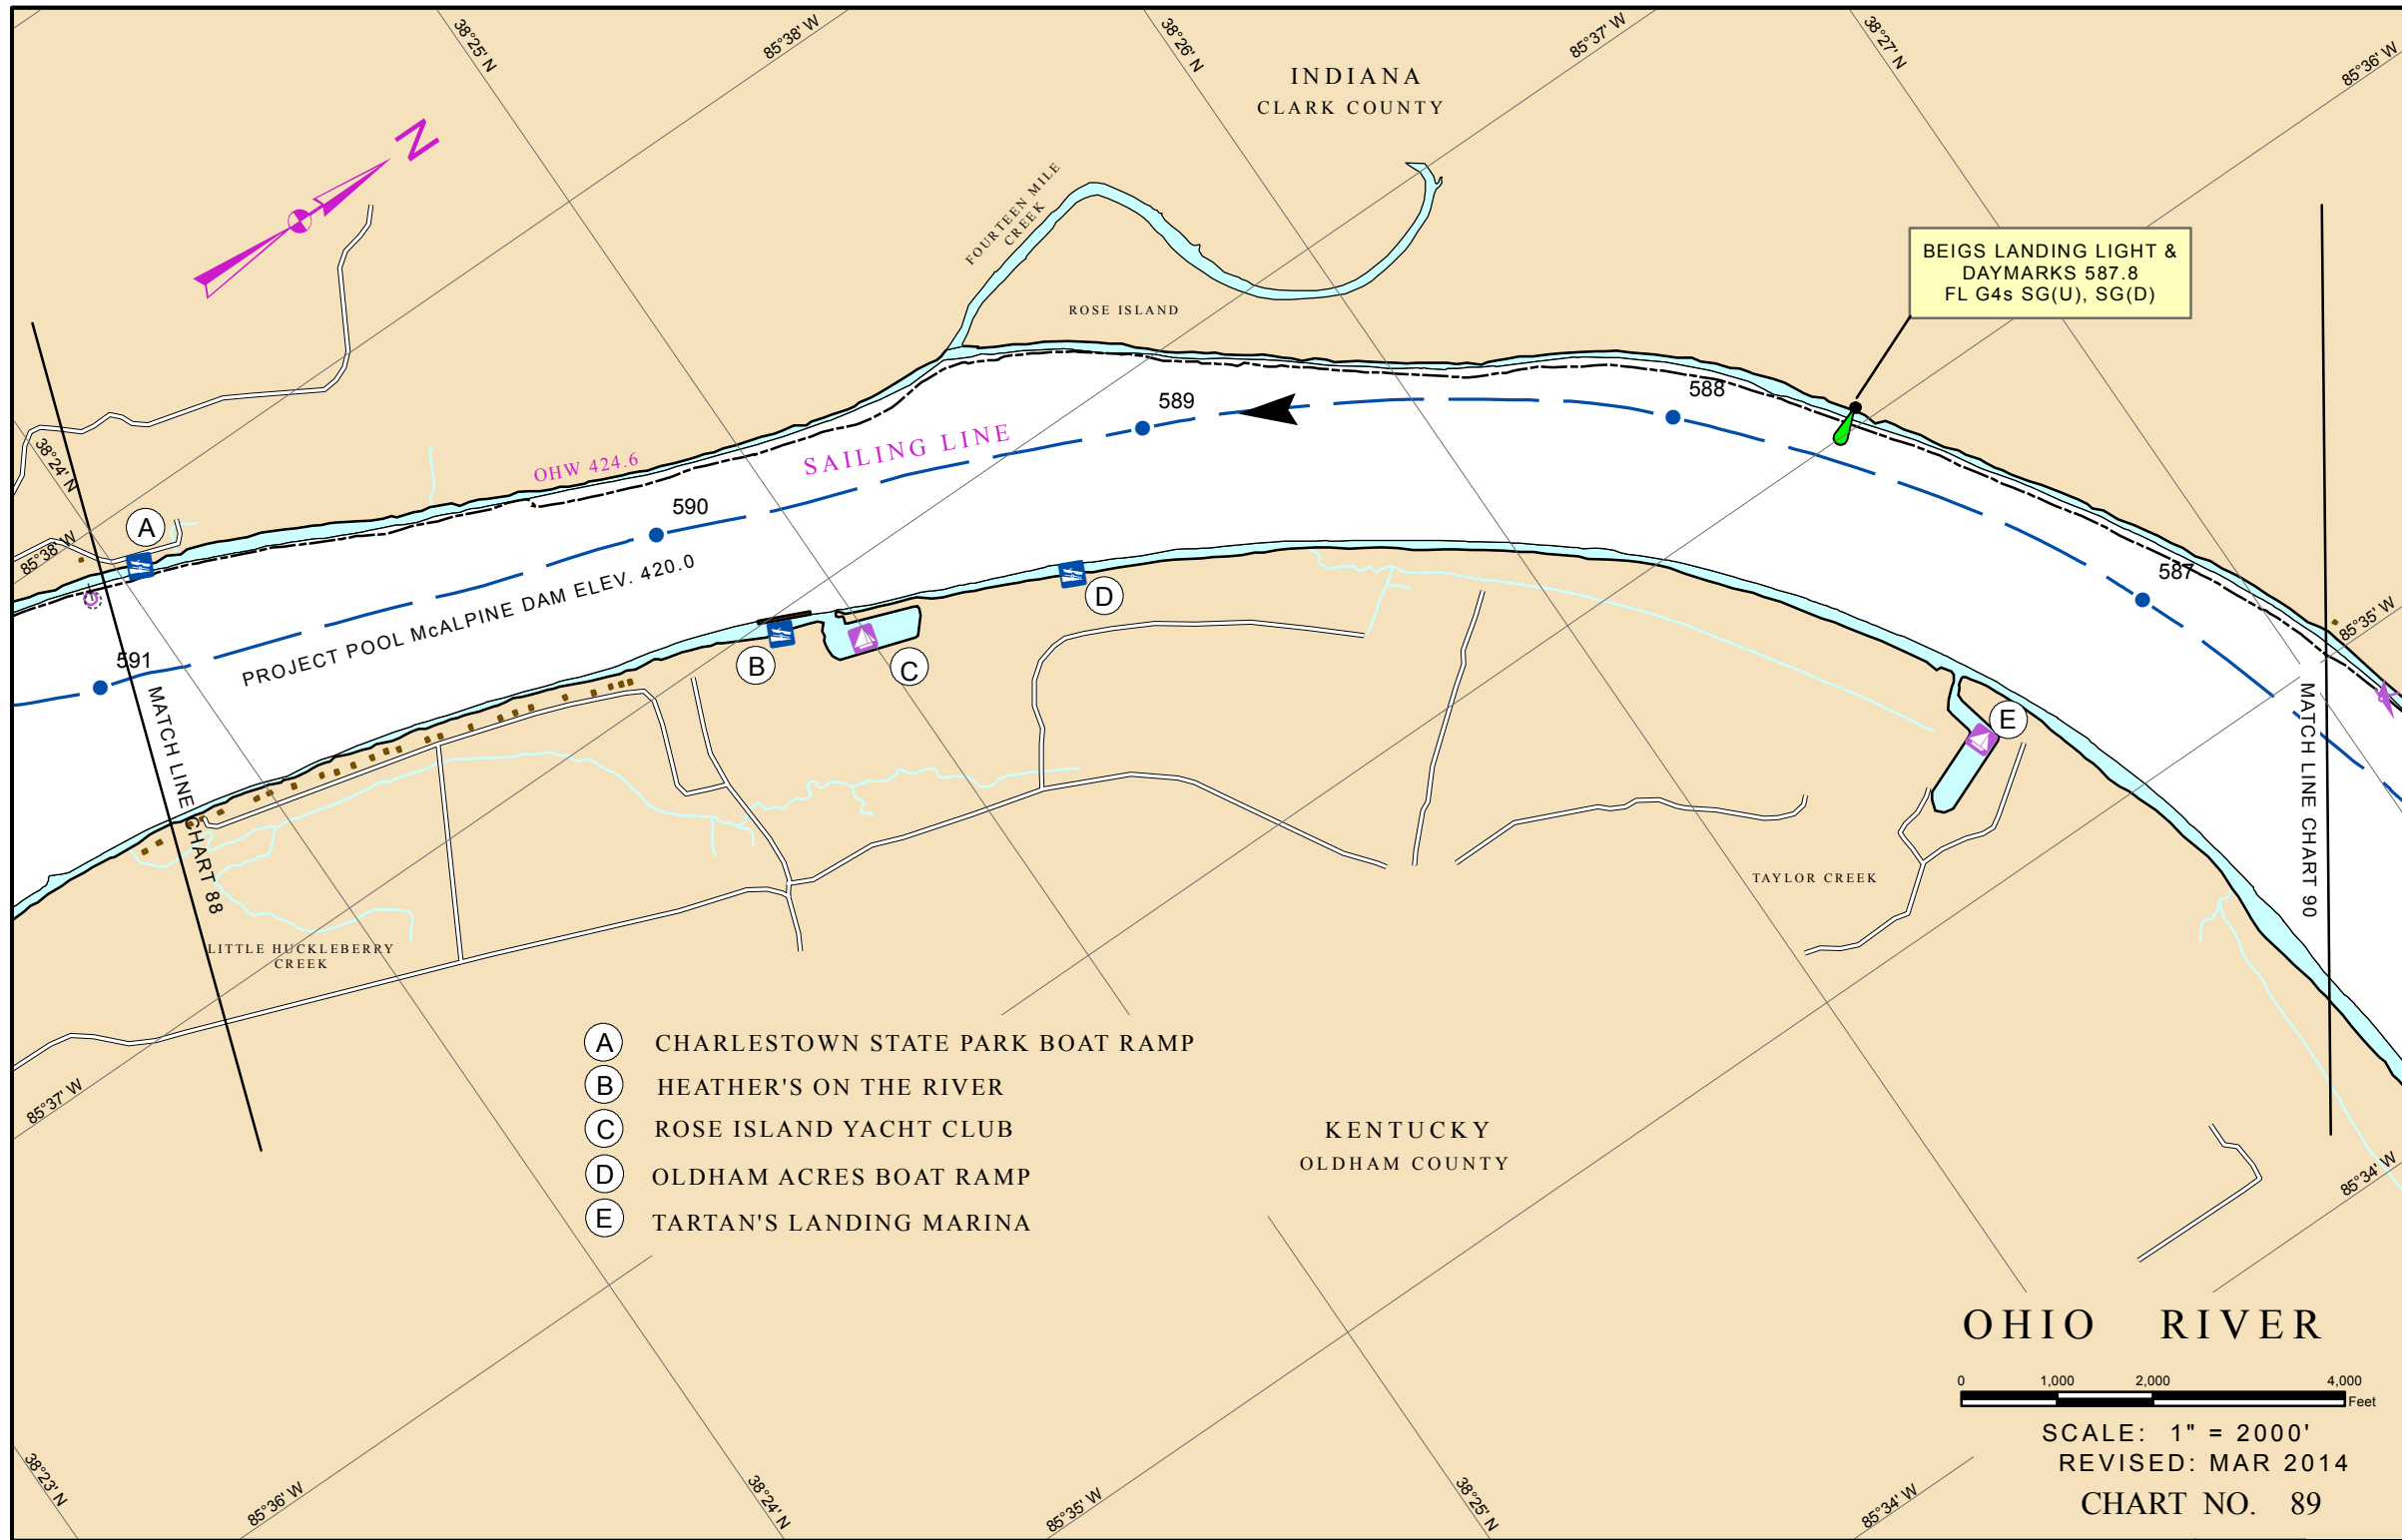 38°25' N
85°38' W
38°26' N
85°37' W
38°27' N
85°36' W
INDIANA
CLARK COUNTY
N
FOURTEEN MILE
CREEK
ROSE ISLAND
BEIGS LANDING LIGHT &
DAYMARKS 587.8
FL G4s SG(U), SG(D)
588
589
SAILING LINE
OHW 424.6
590
38°24' N
A
85°38' W
PROJECT POOL McALPINE DAM ELEV. 420.0
591
587
85°35' W
D
B
C
E
MATCH LINE CHART 88
MATCH LINE CHART 90
TAYLOR CREEK
LITTLE HUCKLEBERRY
CREEK
85°37' W
A CHARLESTOWN STATE PARK BOAT RAMP
B HEATHER'S ON THE RIVER
C ROSE ISLAND YACHT CLUB
D OLDHAM ACRES BOAT RAMP
E TARTAN'S LANDING MARINA
KENTUCKY
OLDHAM COUNTY
85°34' W
OHIO RIVER
0 1,000 2,000 4,000
Feet
SCALE: 1" = 2000'
REVISED: MAR 2014
CHART NO. 89
38°23' N
85°36' W
38°24' N
85°35' W
38°25' N
85°34' W